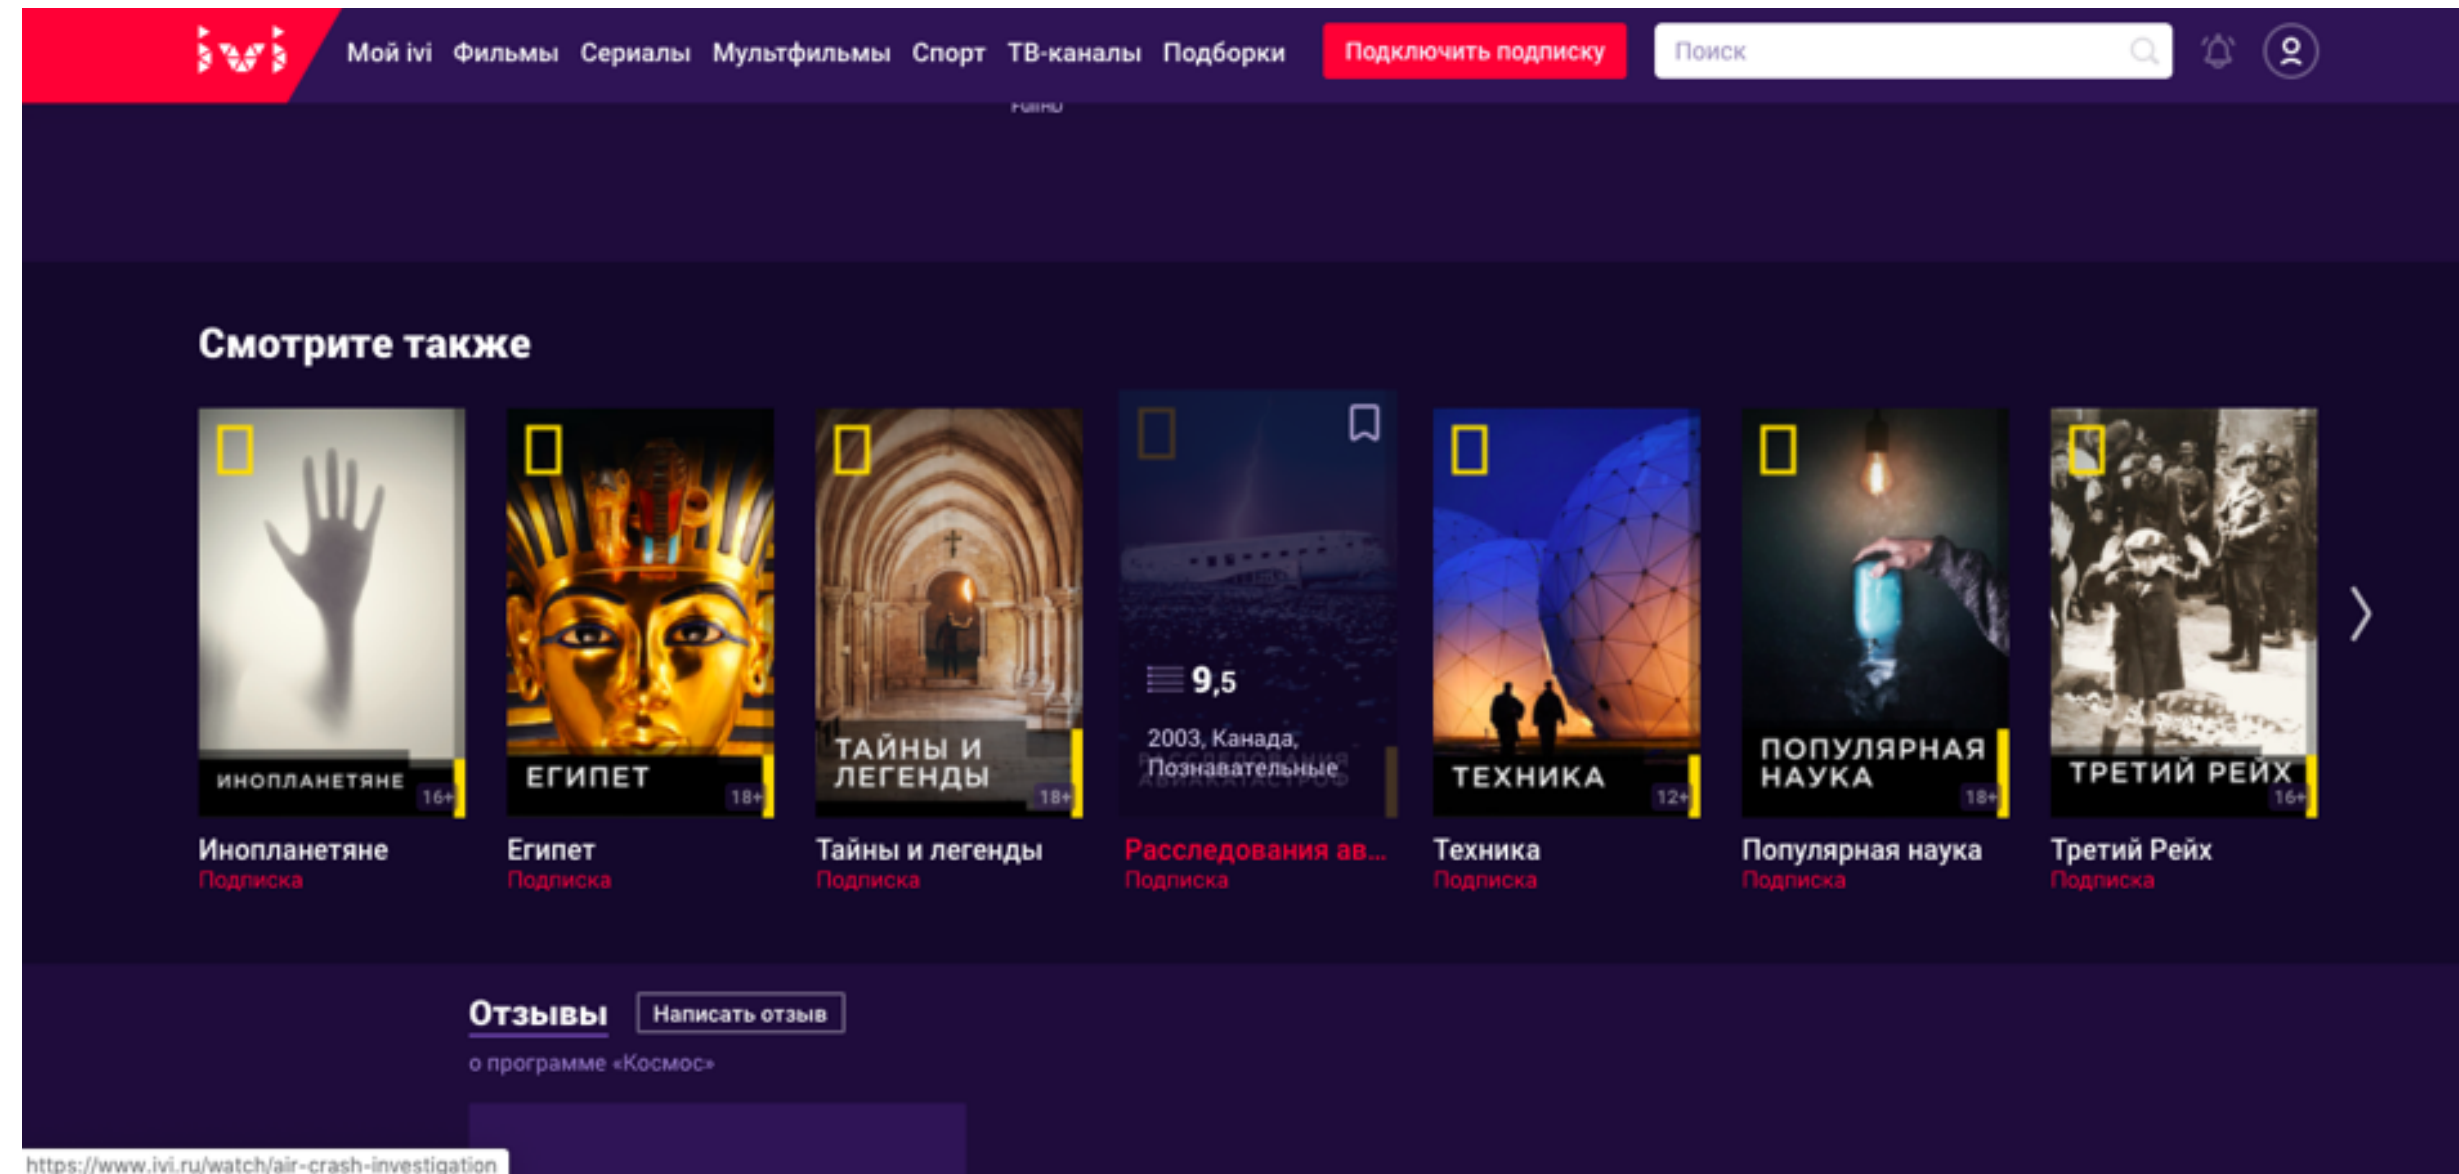 ivi
Мой ivi Фильмы Сериалы Мультфильмы Спорт ТВ-каналы Подборки Подключить подписку Поиск
FullHD
Смотрите также
ИНОПЛАНЕТЯНЕ
16+
ЕГИПЕТ
18+
ТАЙНЫ И
ЛЕГЕНДЫ
18+
9,5
2003, Канада,
Познавательные
АВИАКАТАСТРОФ
ТЕХНИКА
12+
ПОПУЛЯРНАЯ
НАУКА
18+
ТРЕТИЙ РЕЙХ
16+
Инопланетяне
Подписка
Египет
Подписка
Тайны и легенды
Подписка
Расследования ав...
Подписка
Техника
Подписка
Популярная наука
Подписка
Третий Рейх
Подписка
Отзывы Написать отзыв
о программе «Космос»
https://www.ivi.ru/watch/air-crash-investigation